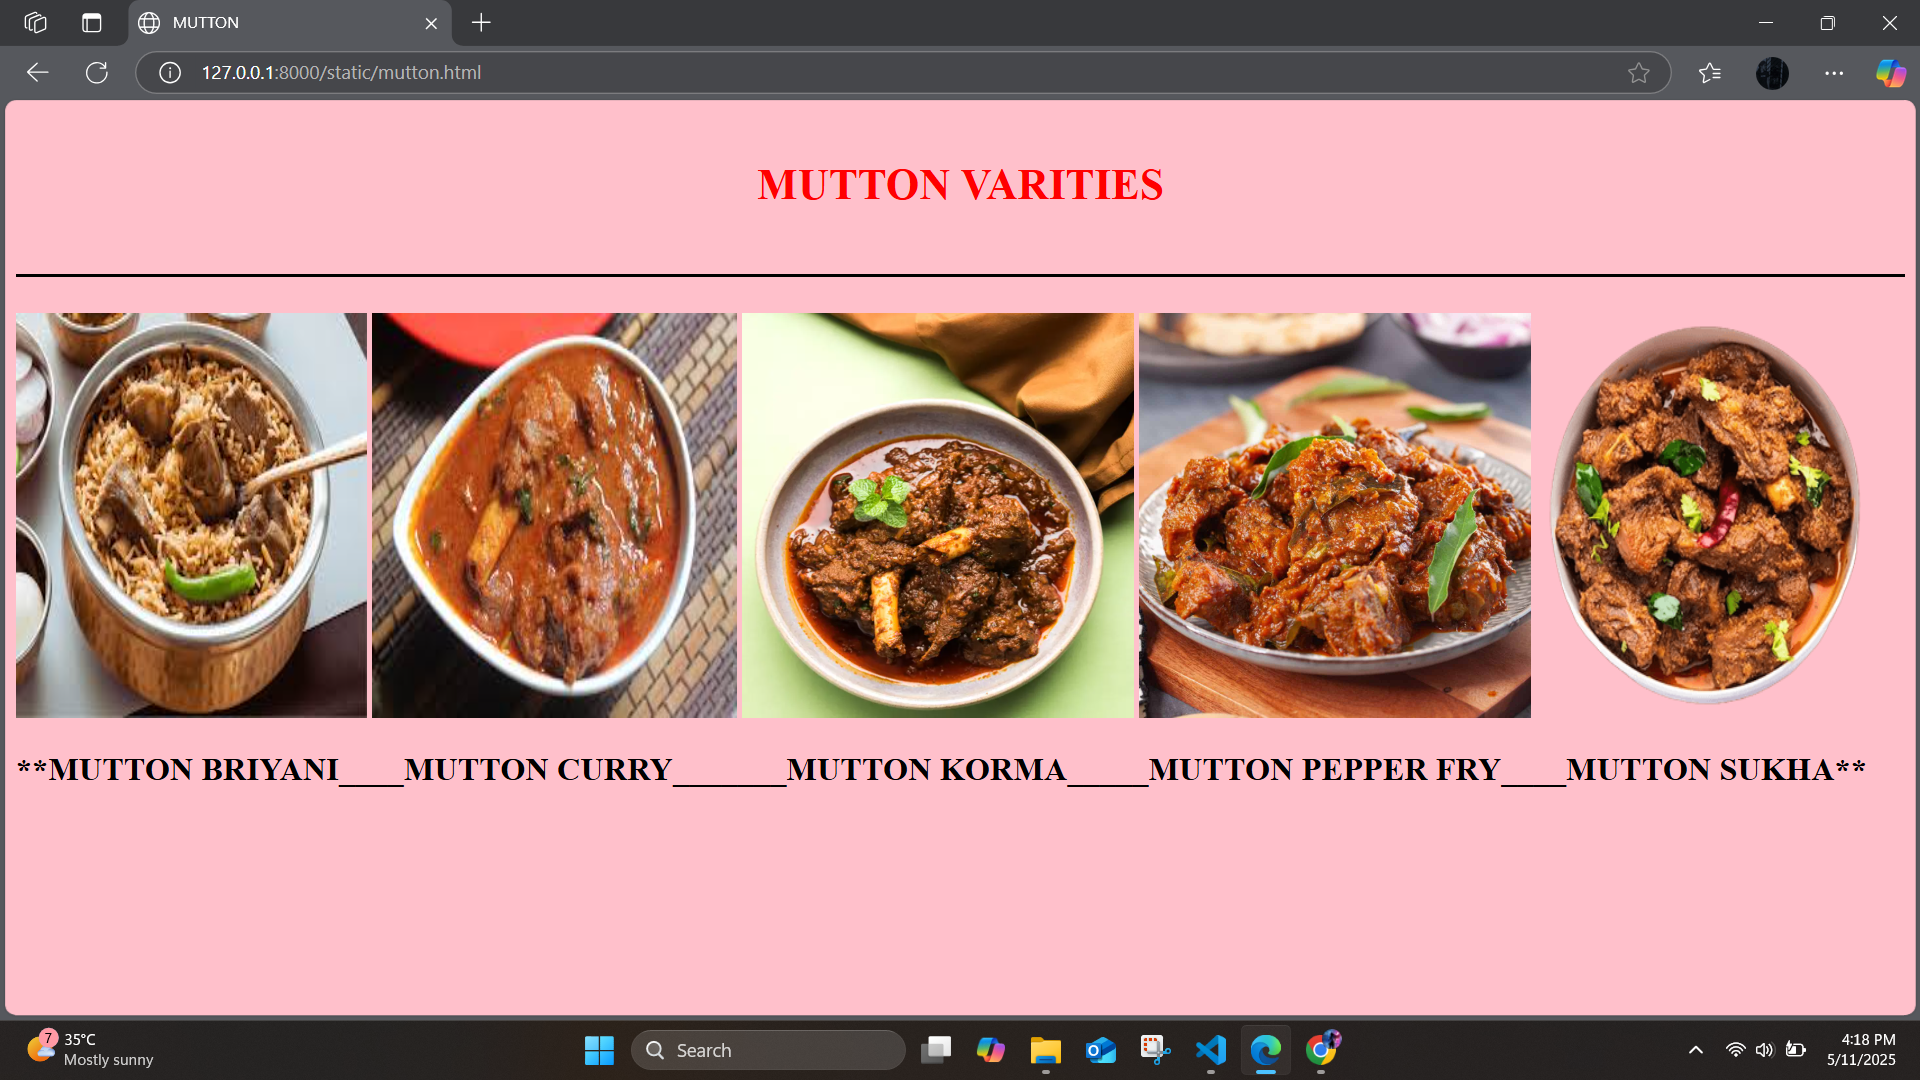 MUTTON
127.0.0.1:8000/static/mutton.html
MUTTON VARITIES
**MUTTON BRIYANI____MUTTON CURRY_______MUTTON KORMA_____MUTTON PEPPER FRY____MUTTON SUKHA**
7
35°C
Mostly sunny
Search
4:18 PM
5/11/2025